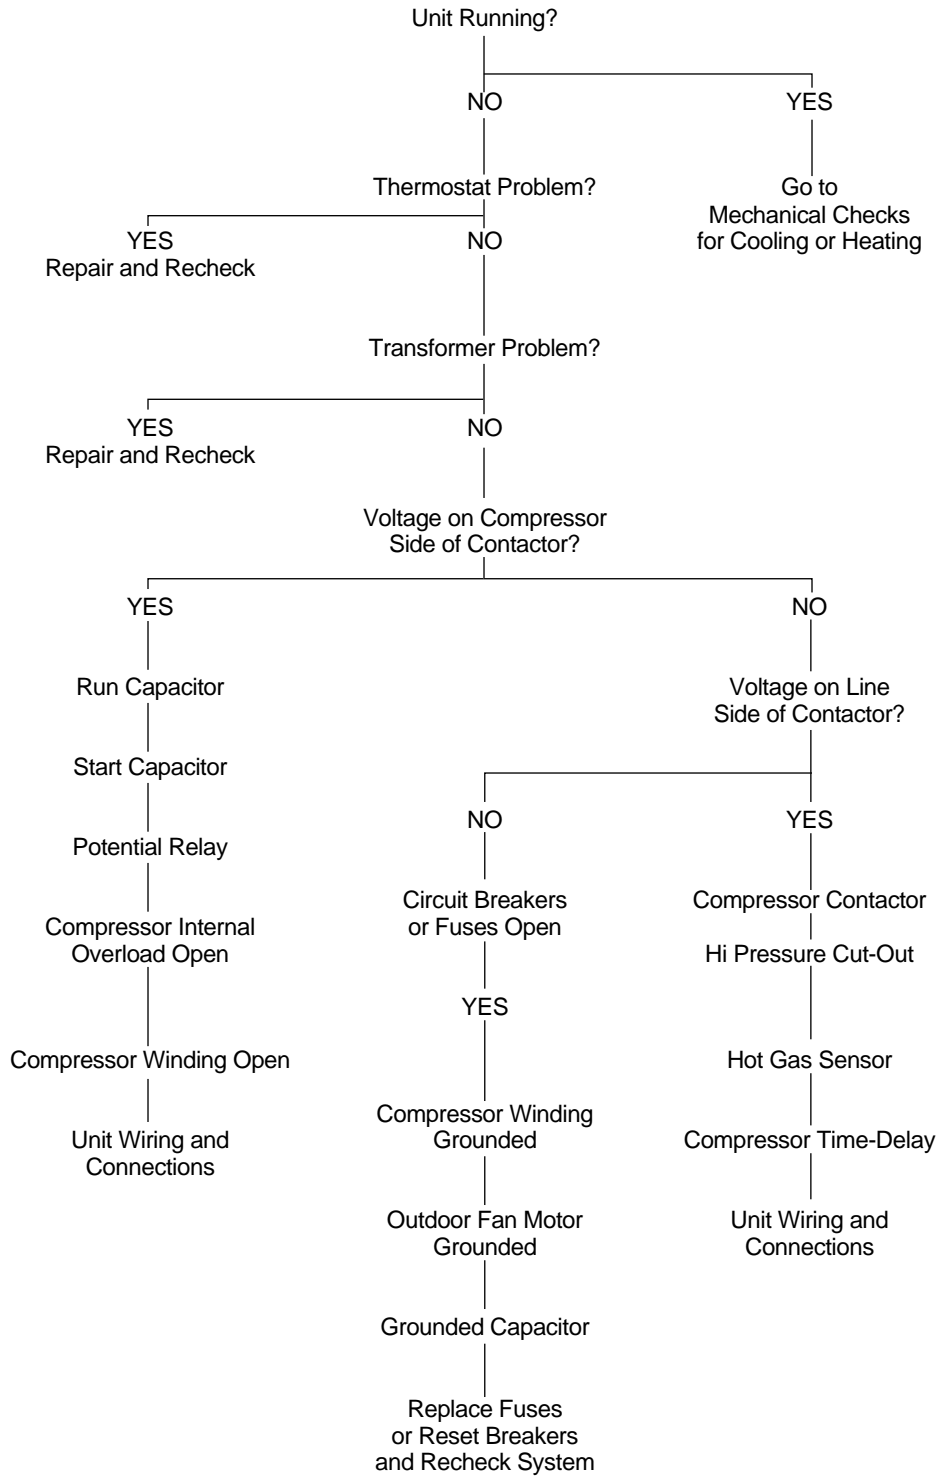 Unit Running?
NO
YES
Thermostat Problem?
Go to
Mechanical Checks
for Cooling or Heating
YES
Repair and Recheck
NO
Transformer Problem?
YES
Repair and Recheck
NO
Voltage on Compressor
Side of Contactor?
YES
NO
Run Capacitor
Start Capacitor
Potential Relay
Compressor Internal
Overload Open
Compressor Winding Open
Unit Wiring and
Connections
Voltage on Line
Side of Contactor?
NO
YES
Circuit Breakers
or Fuses Open
YES
Compressor Winding
Grounded
Outdoor Fan Motor
Grounded
Grounded Capacitor
Replace Fuses
or Reset Breakers
and Recheck System
Compressor Contactor
Hi Pressure Cut-Out
Hot Gas Sensor
Compressor Time-Delay
Unit Wiring and
Connections